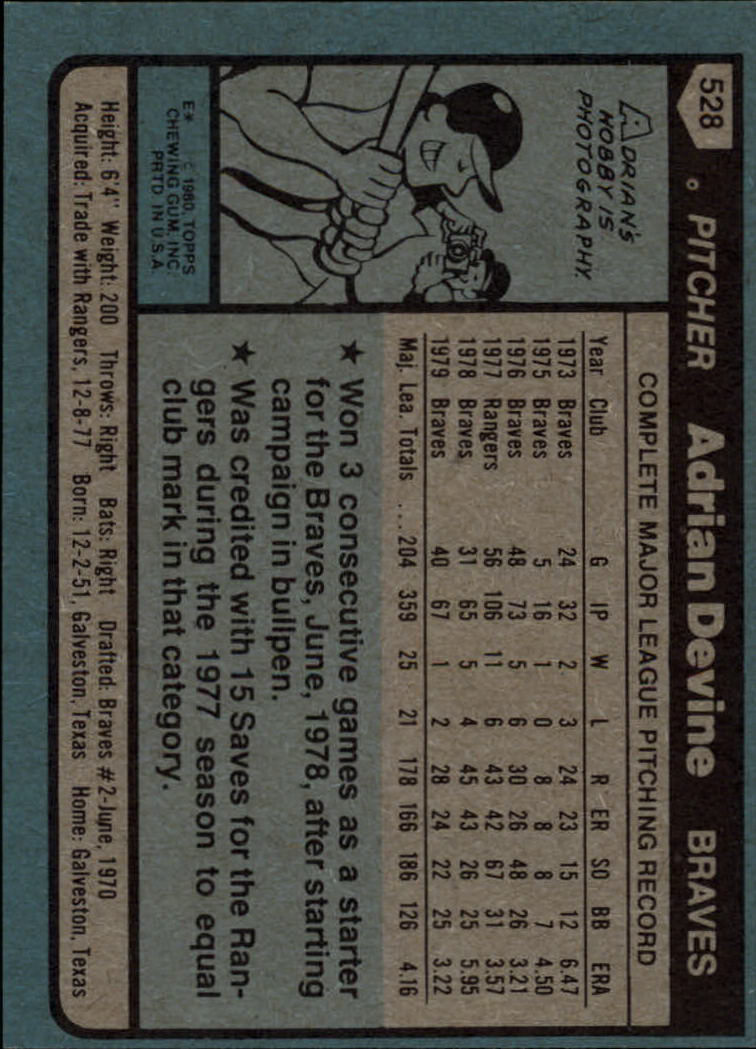 528 PITCHER Adrian Devine BRAVES
ADRIAN'S
HOBBY IS
PHOTOGRAPHY.
COMPLETE MAJOR LEAGUE PITCHING RECORD
Year Club G IP W L R ER SO BB ERA
1973 Braves 24 32 2 3 24 23 15 12 6.47
1975 Braves 5 16 1 0 8 8 8 7 4.50
1976 Braves 48 73 5 6 30 26 48 26 3.21
1977 Rangers 56 106 11 6 43 42 67 31 3.57
1978 Braves 31 65 5 4 45 43 26 25 5.95
1979 Braves 40 67 1 2 28 24 22 25 3.22
Maj. Lea. Totals ... 204 359 25 21 178 166 186 126 4.16
★ Won 3 consecutive games as a starter
for the Braves, June, 1978, after starting
campaign in bullpen.
★ Was credited with 15 Saves for the Ran-
gers during the 1977 season to equal
club mark in that category.
E* © 1980, TOPPS
CHEWING GUM, INC.
PRTD. IN U.S.A.
Height: 6'4" Weight: 200 Throws: Right Bats: Right Drafted: Braves #2-June, 1970
Acquired: Trade with Rangers, 12-8-77 Born: 12-2-51, Galveston, Texas Home: Galveston, Texas